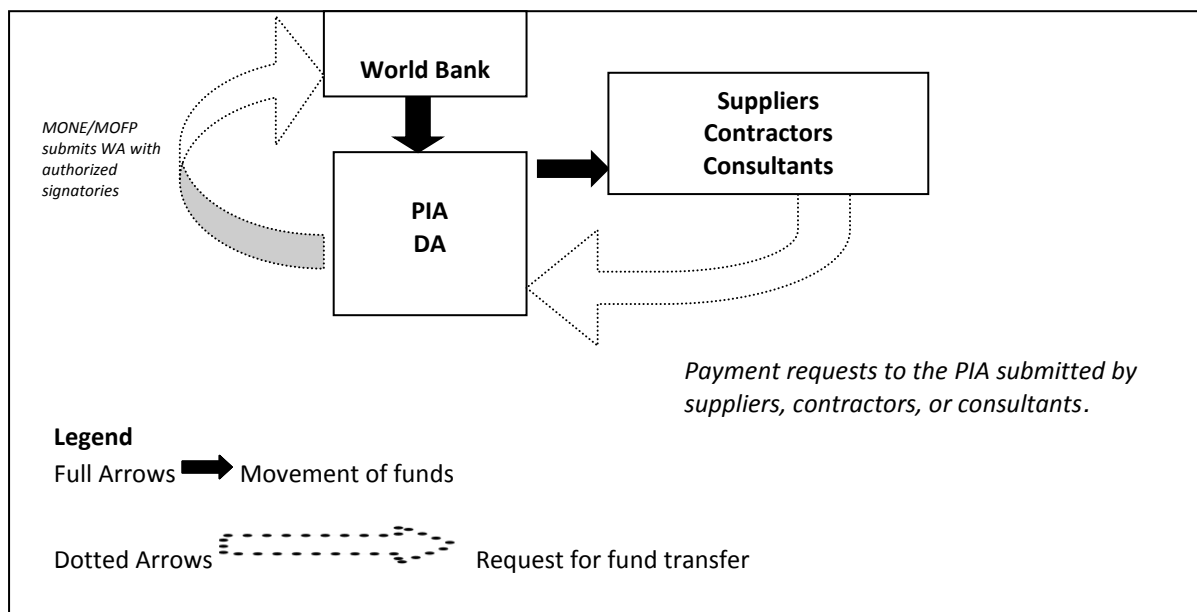 World Bank
Suppliers
Contractors
Consultants
MONE/MOFP
submits WA with
authorized
signatories
PIA
DA
Payment requests to the PIA submitted by
suppliers, contractors, or consultants.
Legend
Full Arrows Movement of funds
Dotted Arrows Request for fund transfer